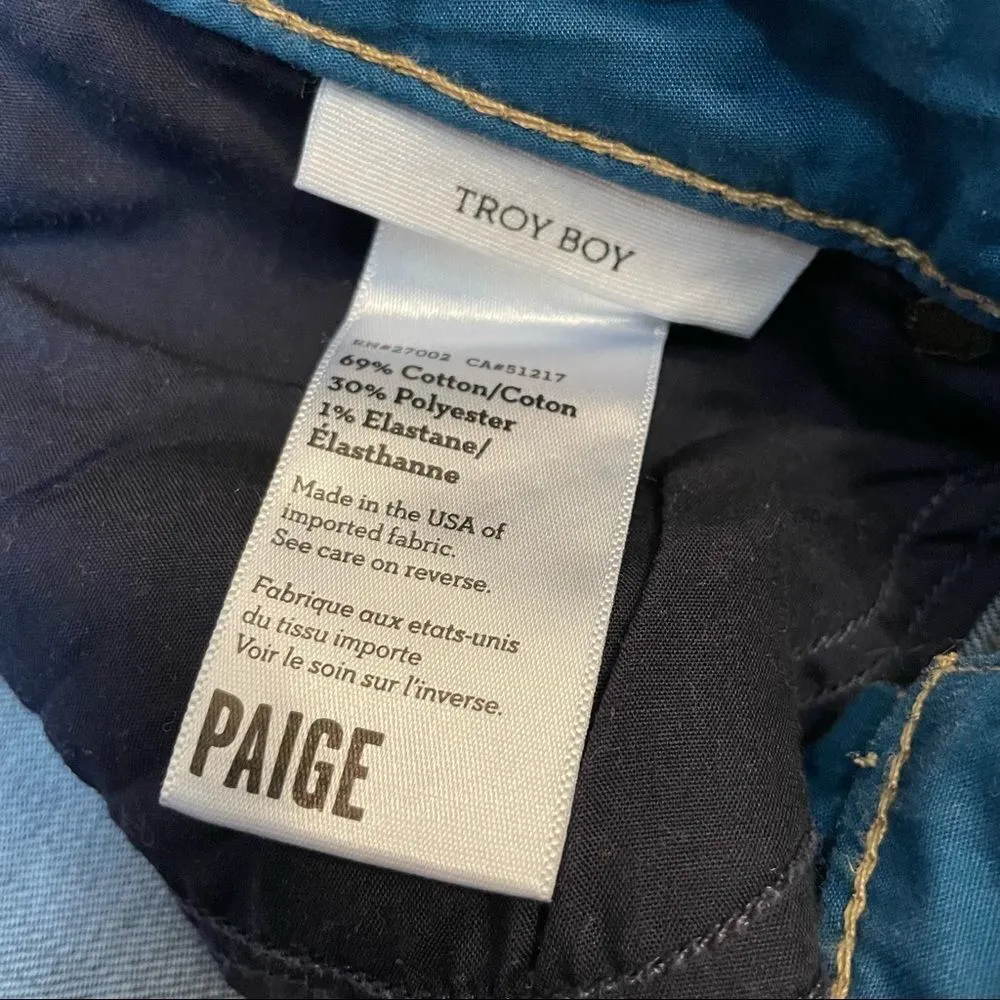 TROY BOY
RN#27002 CA#51217
69% Cotton/Coton
30% Polyester
1% Elastane/
Élasthanne
Made in the USA of
imported fabric.
See care on reverse.
Fabrique aux etats-unis
du tissu importe
Voir le soin sur l'inverse.
PAIGE